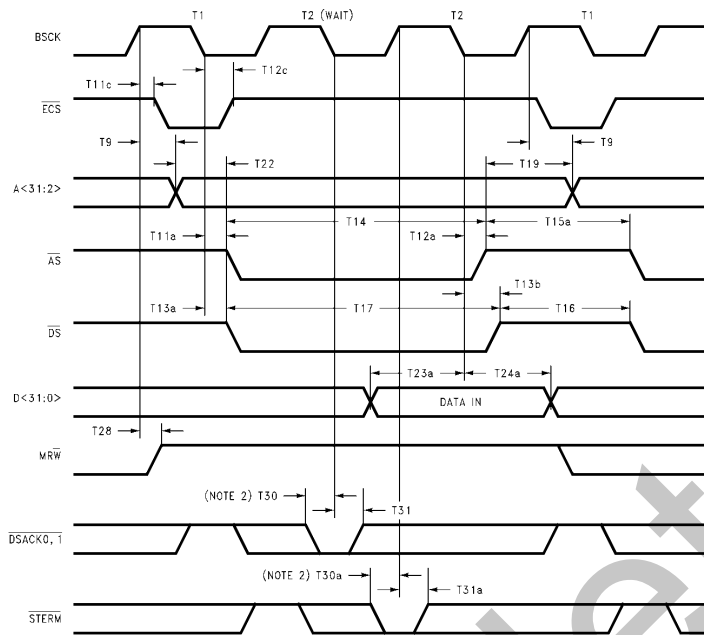 T1 T2 (WAIT) T2 T1
BSCK
T11c T12c
ECS
T9 T9
T22 T19
A<31:2>
T14 T15a
T11a T12a
AS
T13b
T13a T17 T16
DS
T23a T24a
D<31:0> DATA IN
T28
MRW
(NOTE 2) T30 T31
DSACK0, 1
(NOTE 2) T30a T31a
STERM